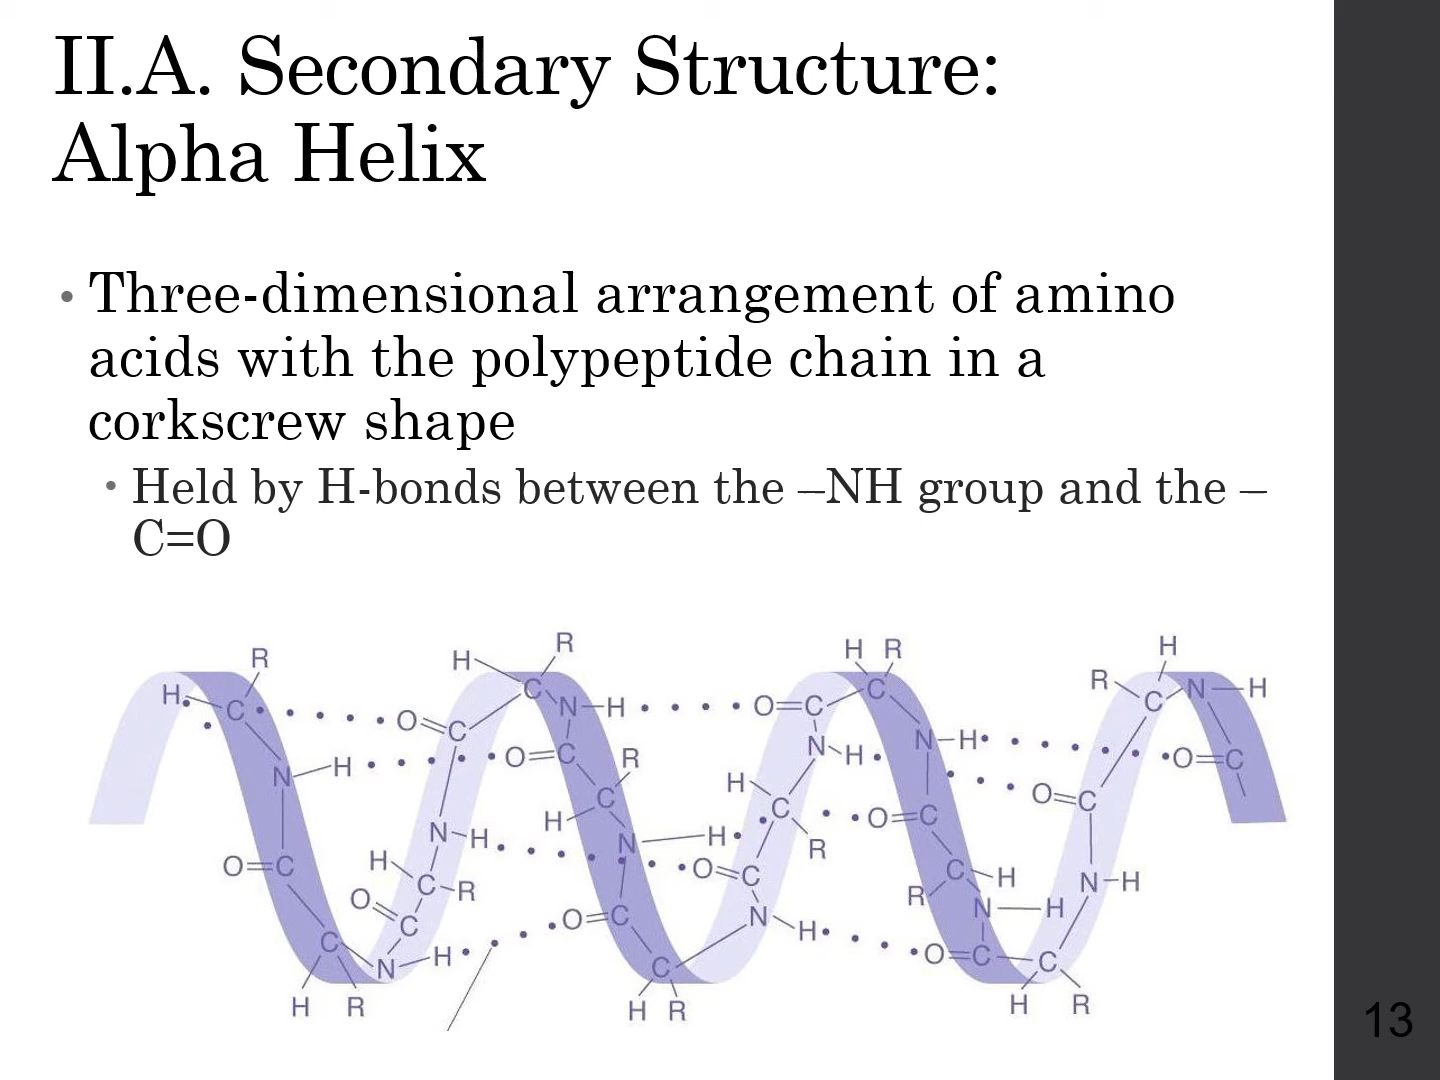 II.A. Secondary Structure:
Alpha Helix
• Three-dimensional arrangement of amino
acids with the polypeptide chain in a
corkscrew shape
• Held by H-bonds between the –NH group and the –
C=O
R H R H R H R H
H C O=C C N–H O=C C R C N–H
N–H O=C R N–H N–H O=C
H C H C O=C O=C
O=C N–H H N–H R
H C R O=C C H N–H
O=C O=C N–H R N–H
C N–H C O=C C
H R H R H R
13